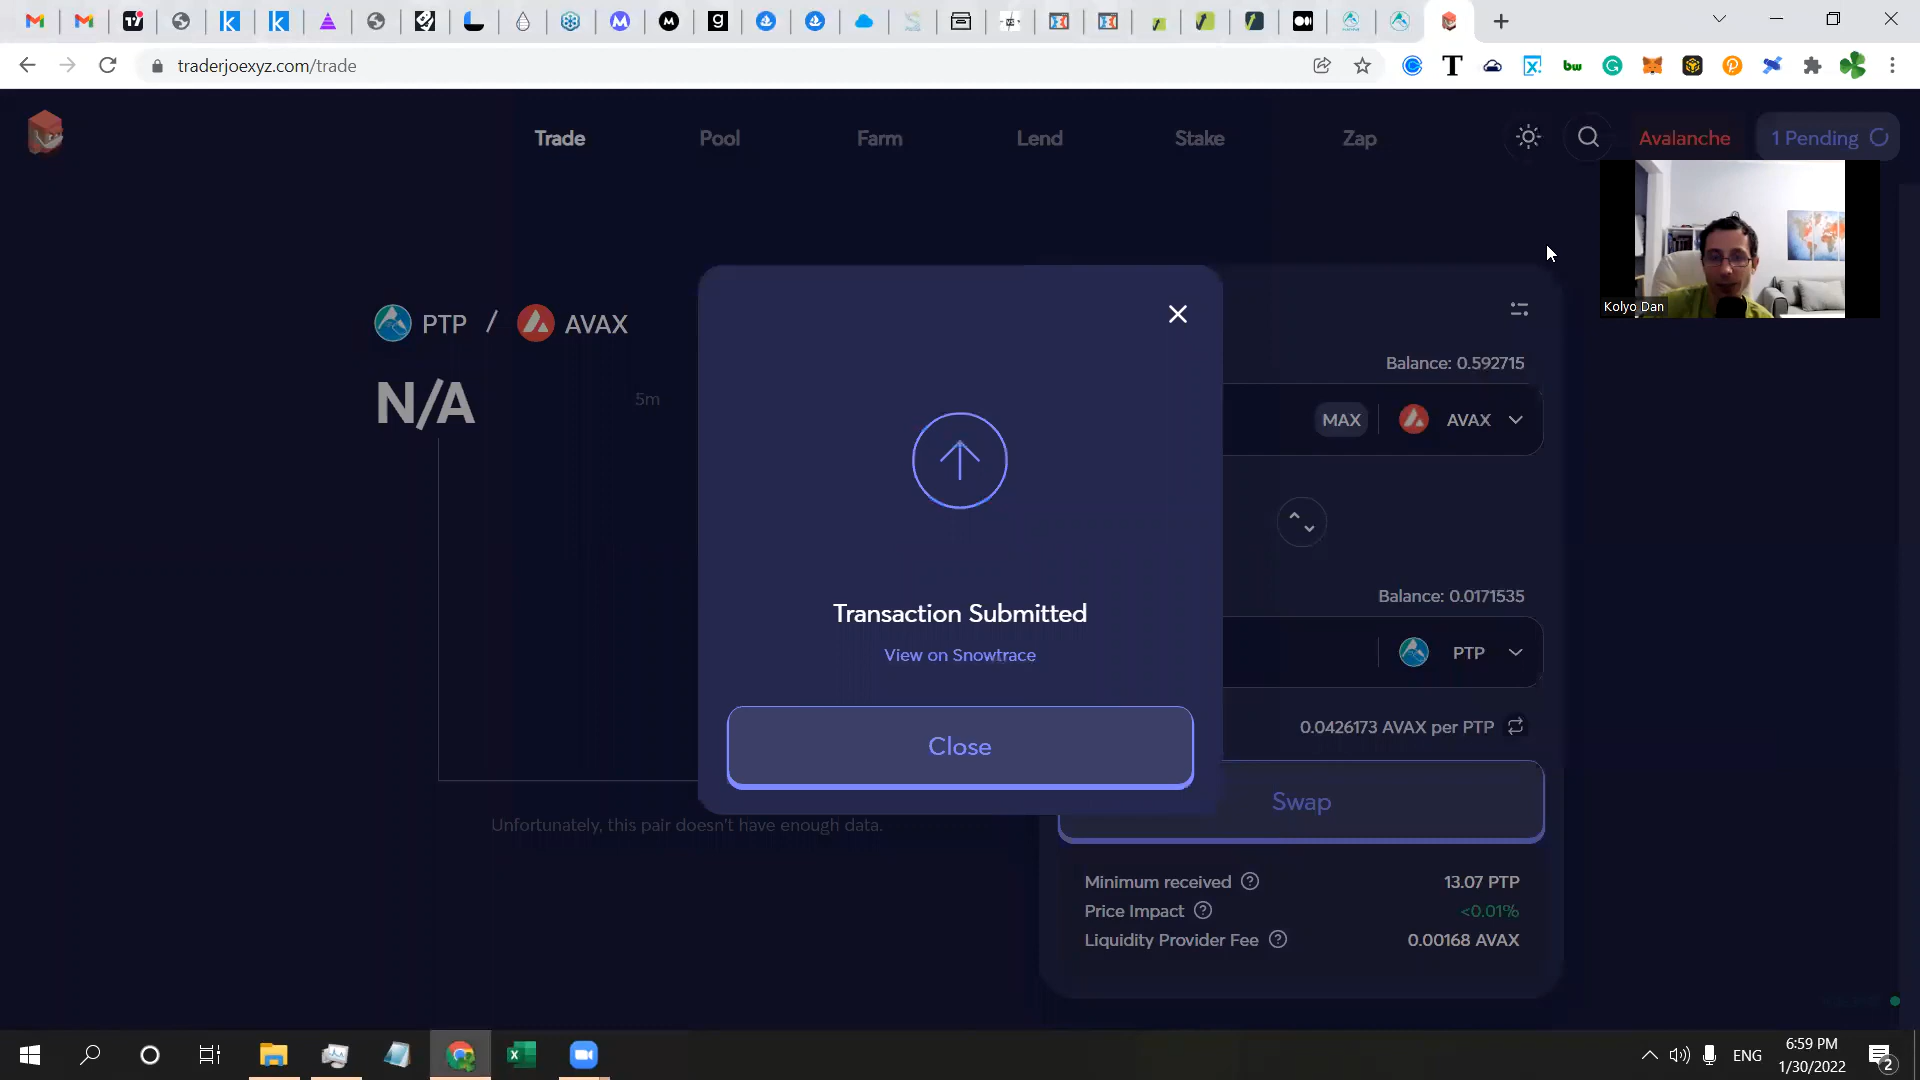 traderjoexyz.com/trade
Trade
Pool
Farm
Lend
Stake
Zap
Avalanche
1 Pending
Kolyo Dan
PTP / AVAX
N/A
5m
Unfortunately, this pair doesn't have enough data.
Transaction Submitted
View on Snowtrace
Close
Balance: 0.592715
MAX
AVAX
Balance: 0.0171535
PTP
0.0426173 AVAX per PTP
Swap
Minimum received 13.07 PTP
Price Impact <0.01%
Liquidity Provider Fee 0.00168 AVAX
ENG
6:59 PM
1/30/2022
2